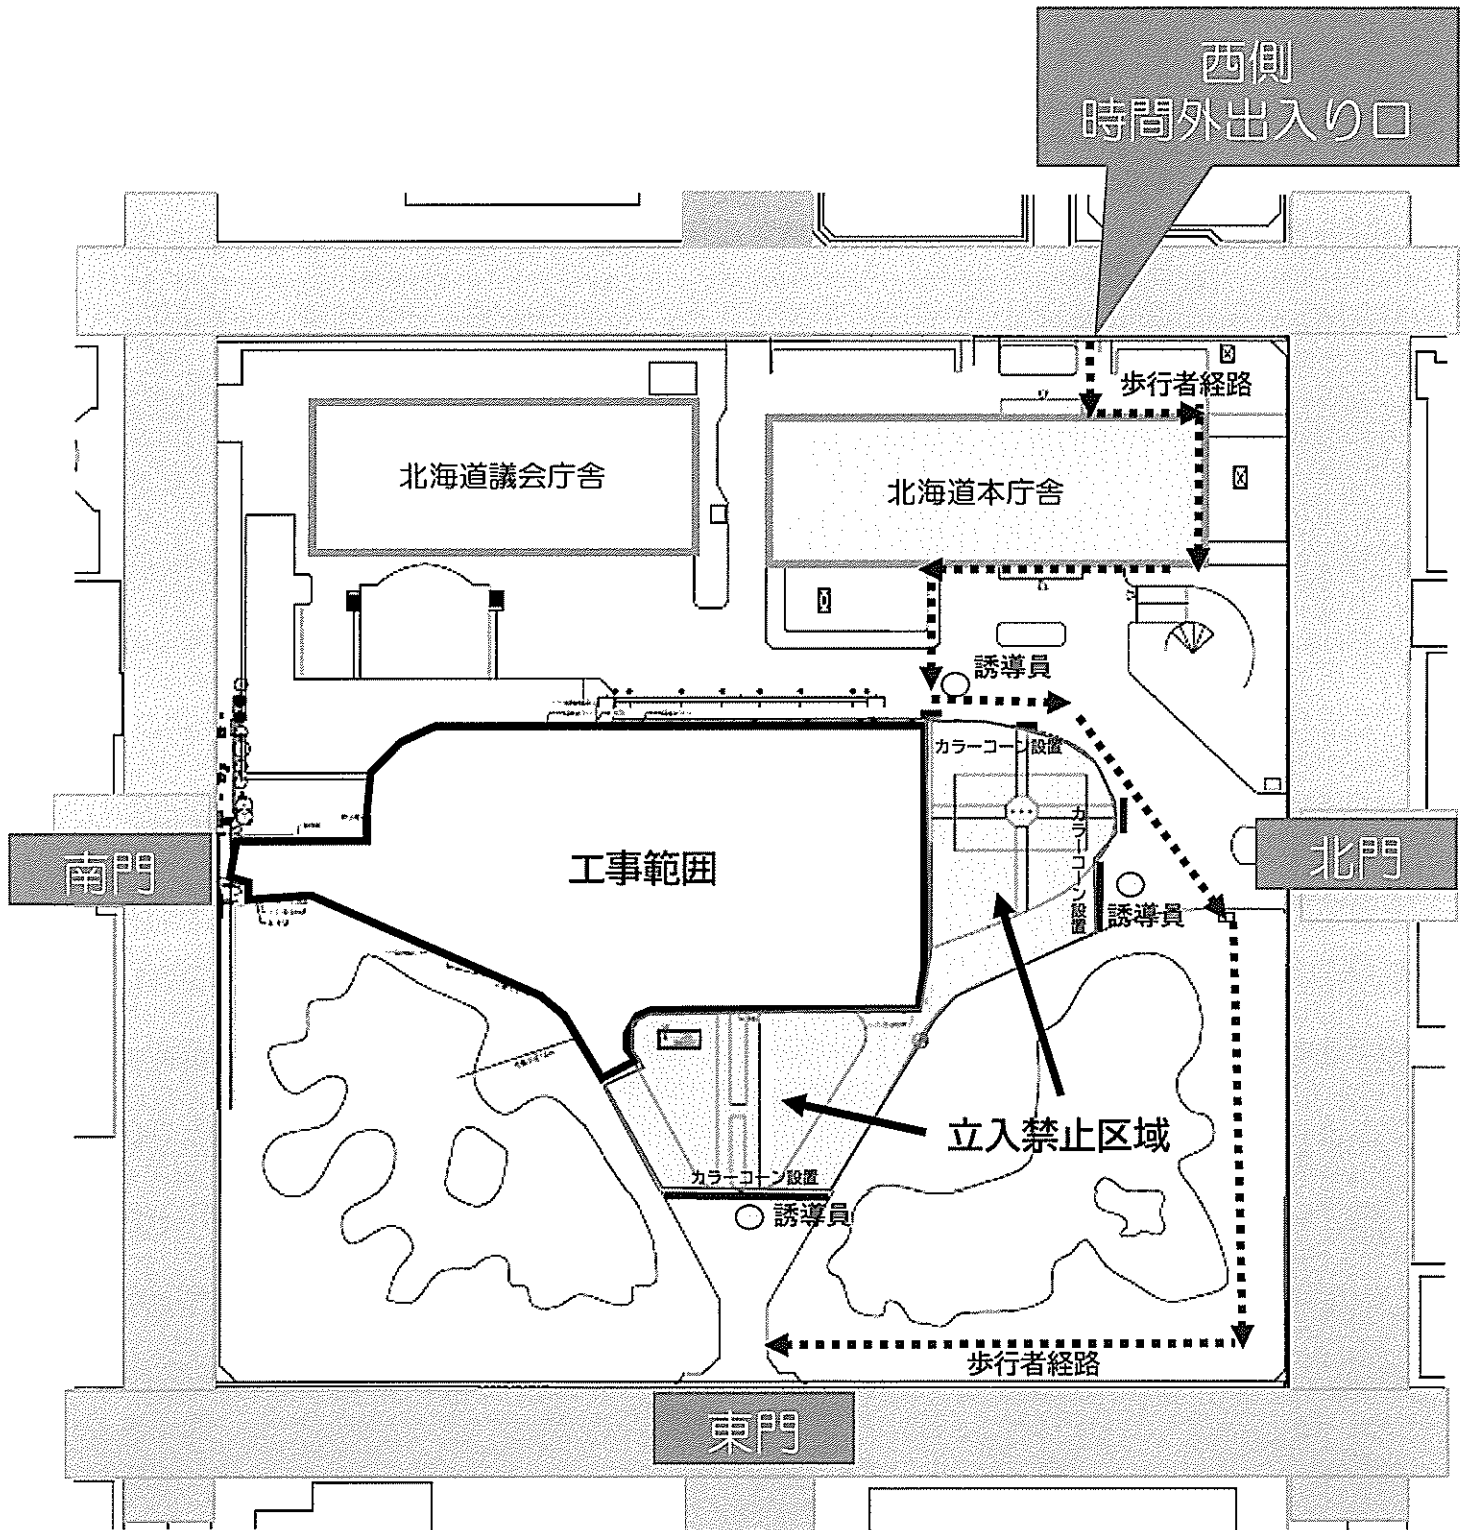 西側
時間外出入り口
歩行者経路
北海道議会庁舎
北海道本庁舎
誘導員
カラーコーン設置
カラーコーン設置
南門
工事範囲
北門
誘導員
立入禁止区域
カラーコーン設置
誘導員
歩行者経路
東門